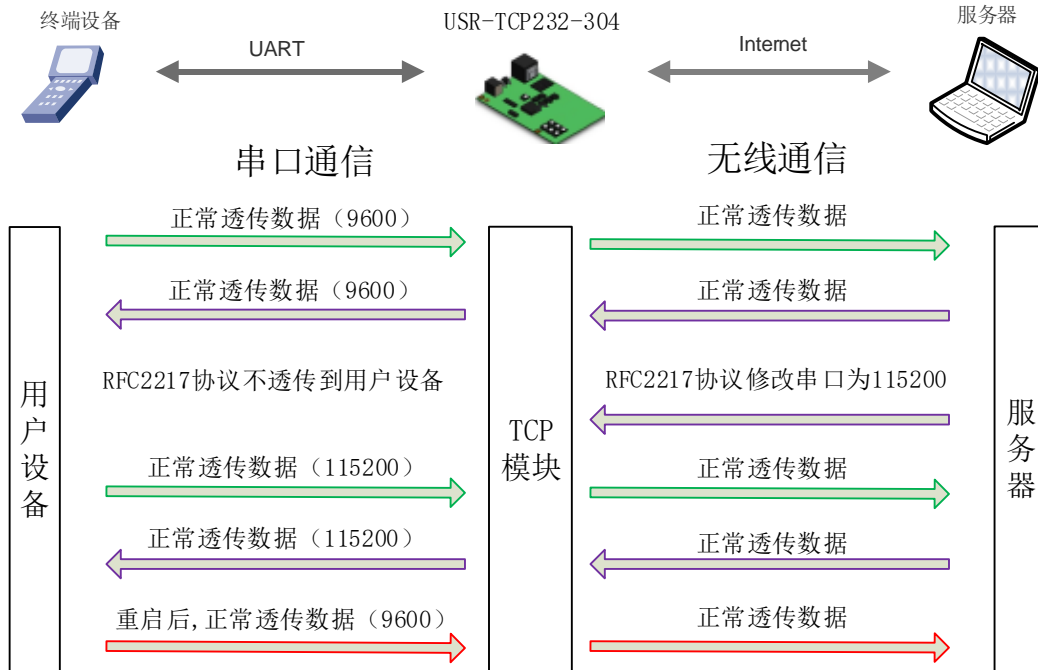 终端设备
USR-TCP232-304
服务器
UART
Internet
串口通信
无线通信
正常透传数据（9600）
正常透传数据
正常透传数据（9600）
正常透传数据
RFC2217协议不透传到用户设备
RFC2217协议修改串口为115200
用户设备
TCP
模块
服务器
正常透传数据（115200）
正常透传数据
正常透传数据（115200）
正常透传数据
重启后,正常透传数据（9600）
正常透传数据